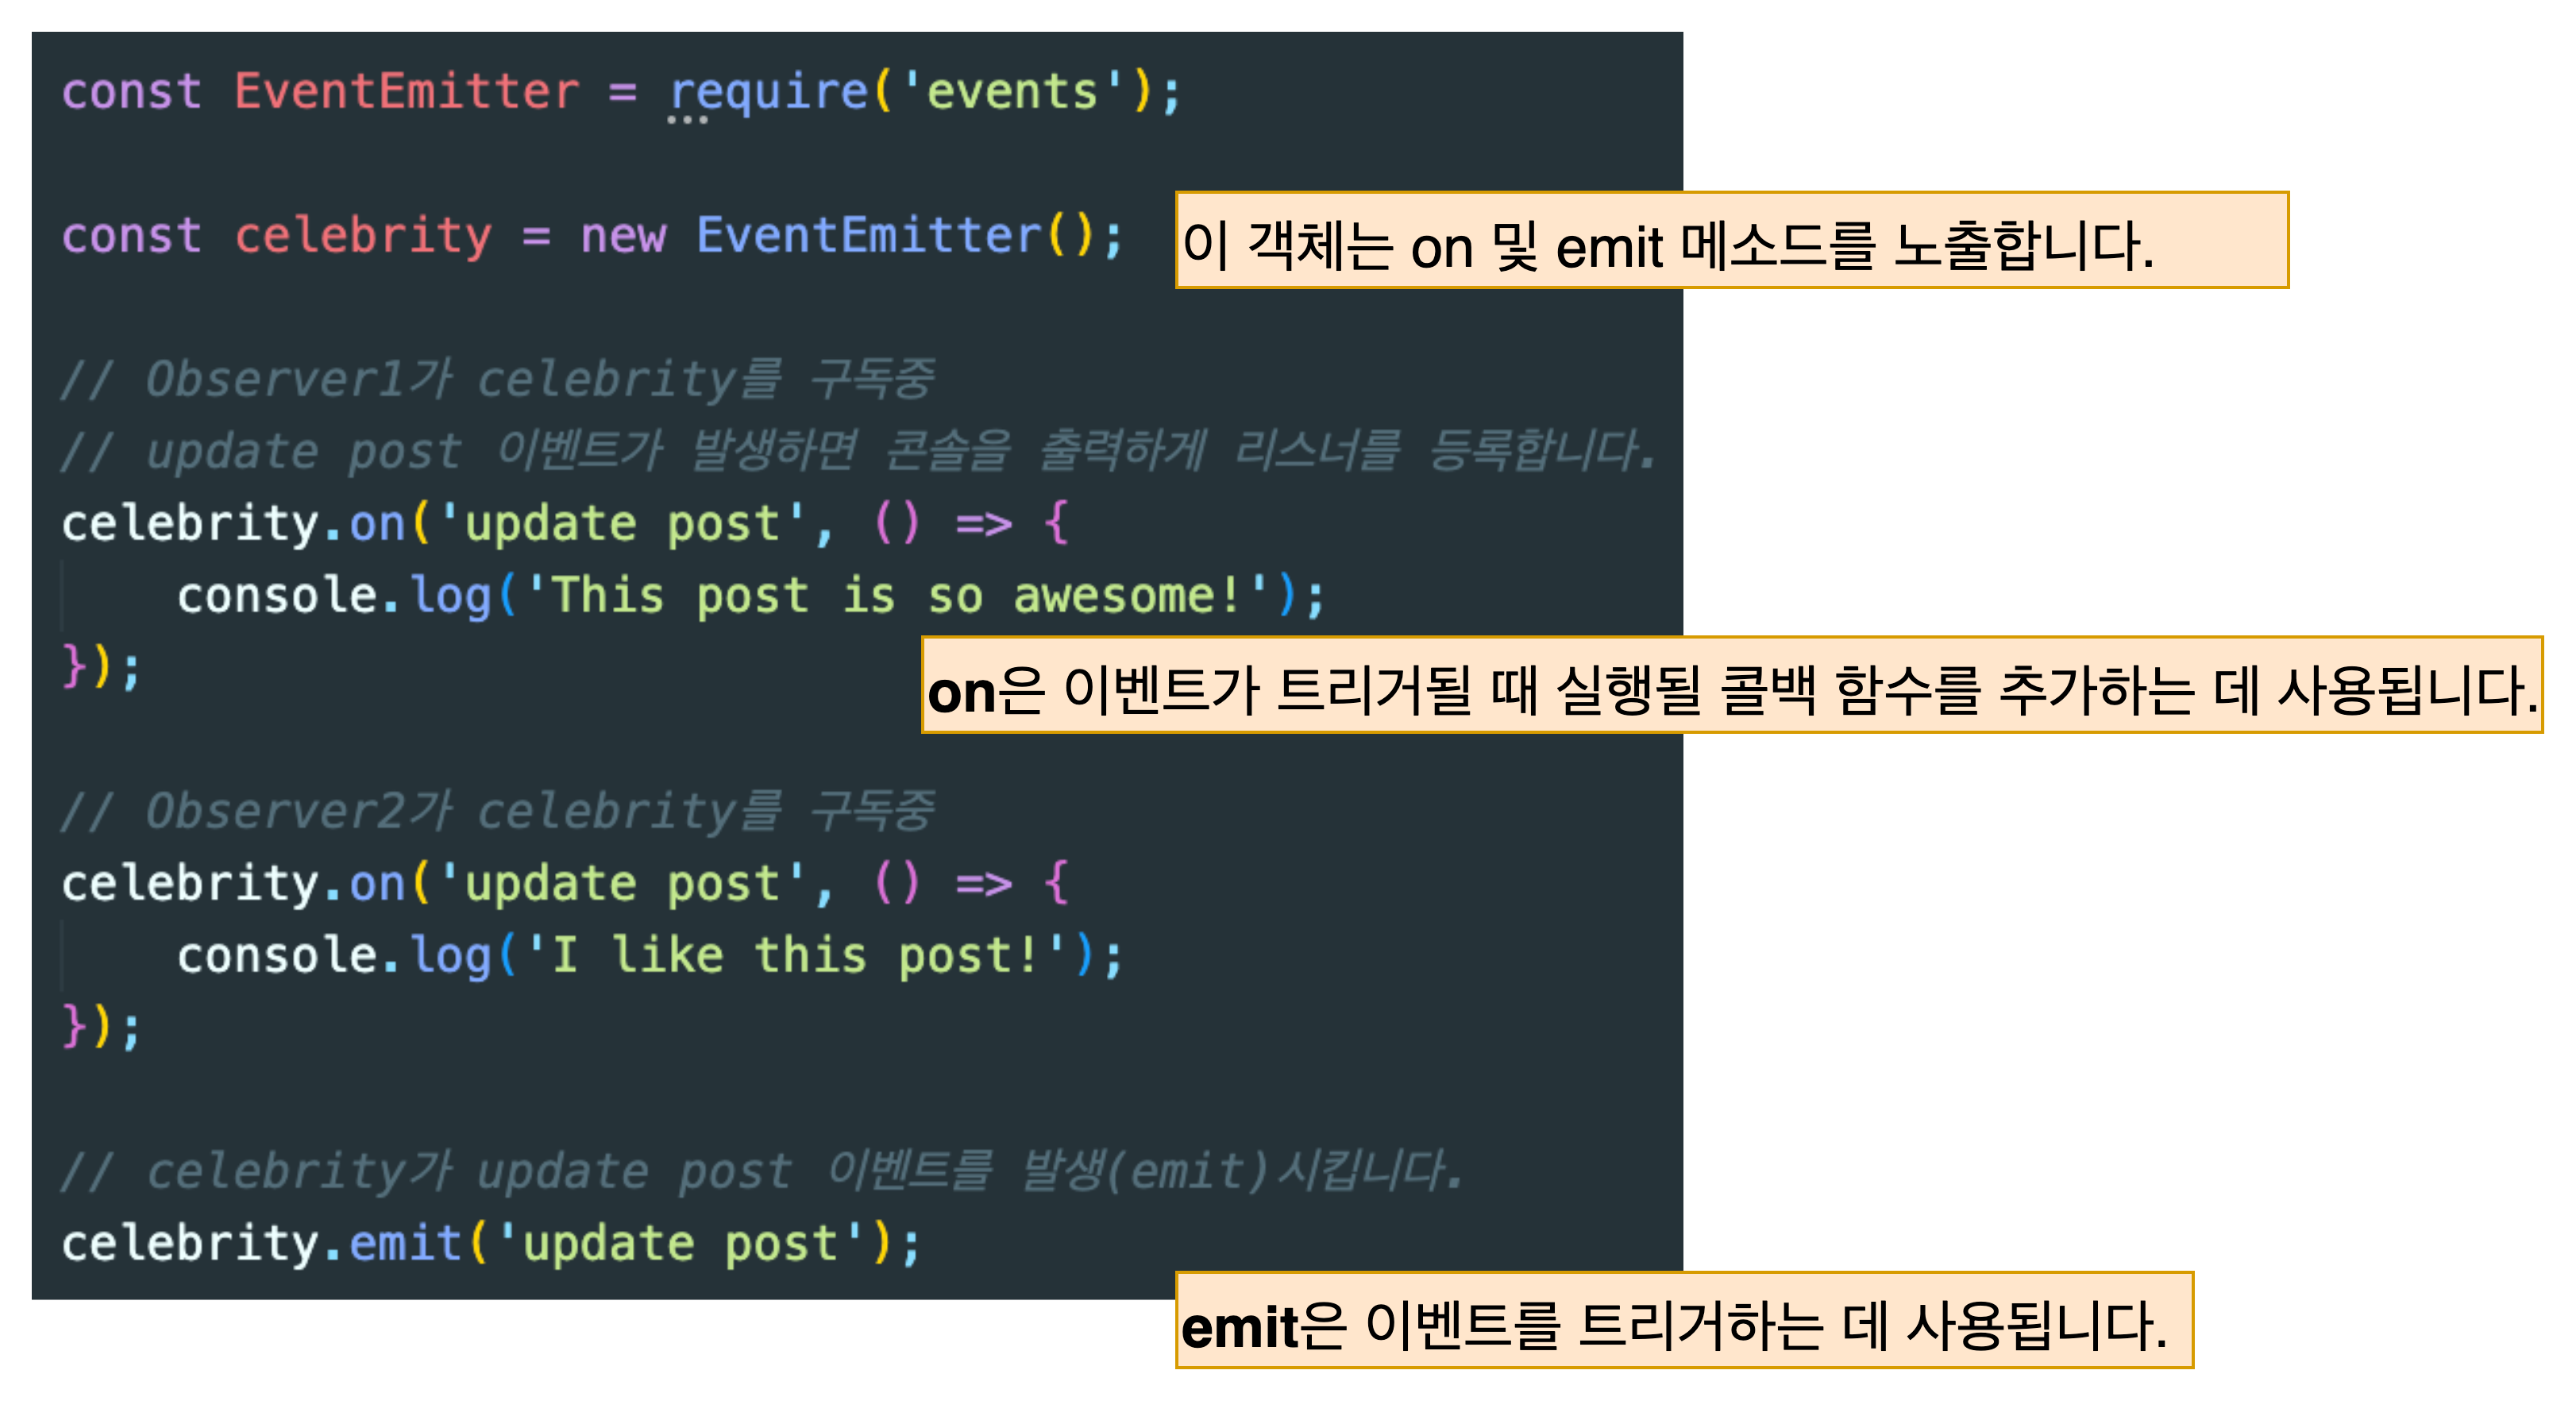 const EventEmitter = require('events');
const celebrity = new EventEmitter();
이 객체는 on 및 emit 메소드를 노출합니다.
// Observer1가 celebrity를 구독중
// update post 이벤트가 발생하면 콘솔을 출력하게 리스너를 등록합니다.
celebrity.on('update post', () => {
    console.log('This post is so awesome!');
});
on은 이벤트가 트리거될 때 실행될 콜백 함수를 추가하는 데 사용됩니다.
// Observer2가 celebrity를 구독중
celebrity.on('update post', () => {
    console.log('I like this post!');
});
// celebrity가 update post 이벤트를 발생(emit)시킵니다.
celebrity.emit('update post');
emit은 이벤트를 트리거하는 데 사용됩니다.